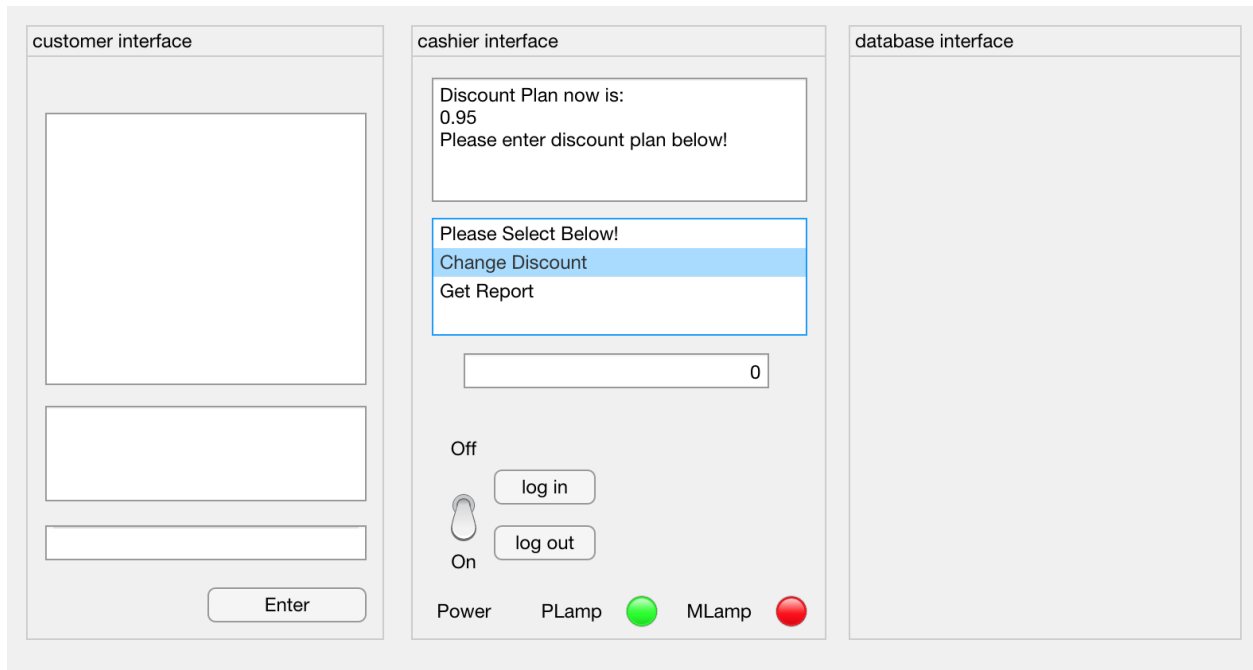 customer interface
Enter
cashier interface
Discount Plan now is:
0.95
Please enter discount plan below!
Please Select Below!
Change Discount
Get Report
0
Off
log in
log out
On
Power
PLamp
MLamp
database interface